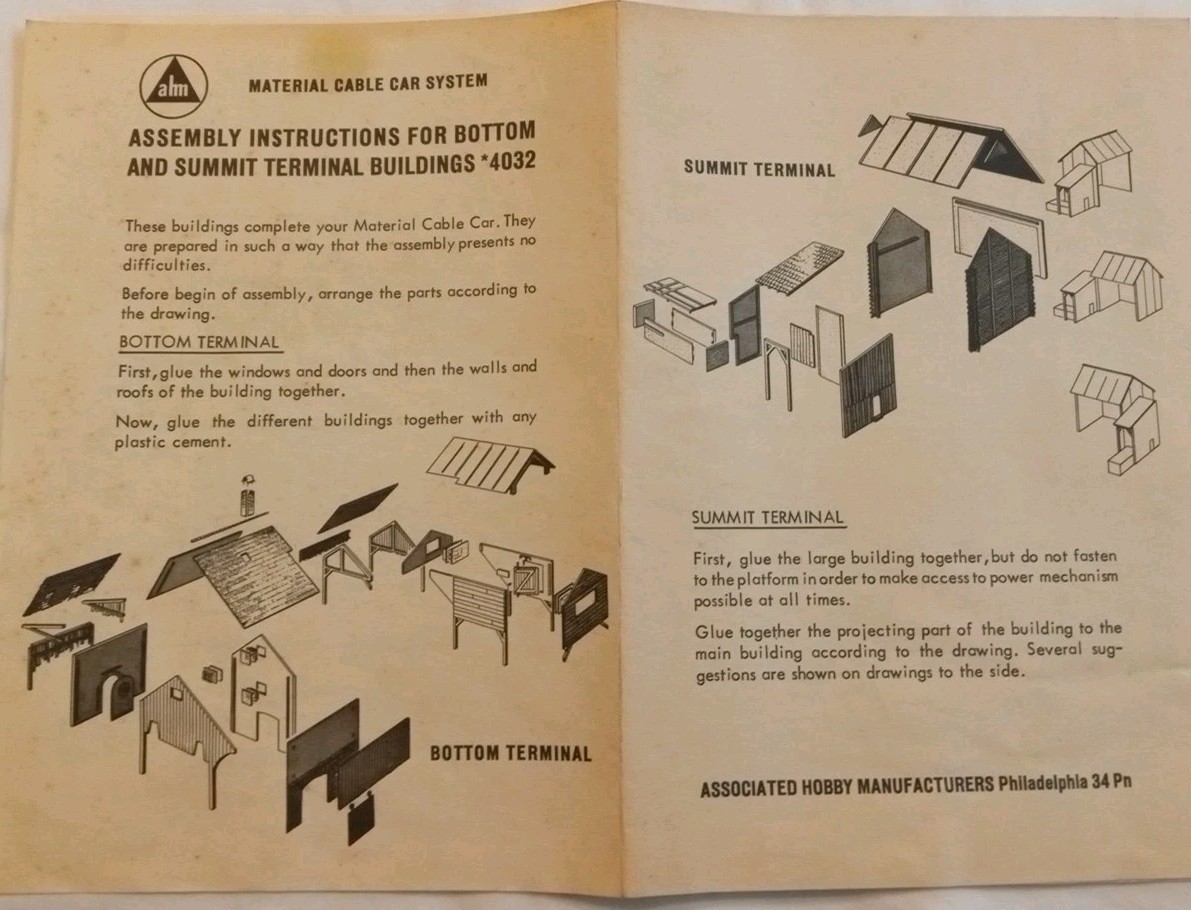 ahm
MATERIAL CABLE CAR SYSTEM
ASSEMBLY INSTRUCTIONS FOR BOTTOM
AND SUMMIT TERMINAL BUILDINGS *4032
These buildings complete your Material Cable Car. They
are prepared in such a way that the assembly presents no
difficulties.
Before begin of assembly, arrange the parts according to
the drawing.
BOTTOM TERMINAL
First, glue the windows and doors and then the walls and
roofs of the building together.
Now, glue the different buildings together with any
plastic cement.
BOTTOM TERMINAL
SUMMIT TERMINAL
SUMMIT TERMINAL
First, glue the large building together, but do not fasten
to the platform in order to make access to power mechanism
possible at all times.
Glue together the projecting part of the building to the
main building according to the drawing. Several sug-
gestions are shown on drawings to the side.
ASSOCIATED HOBBY MANUFACTURERS Philadelphia 34 Pn